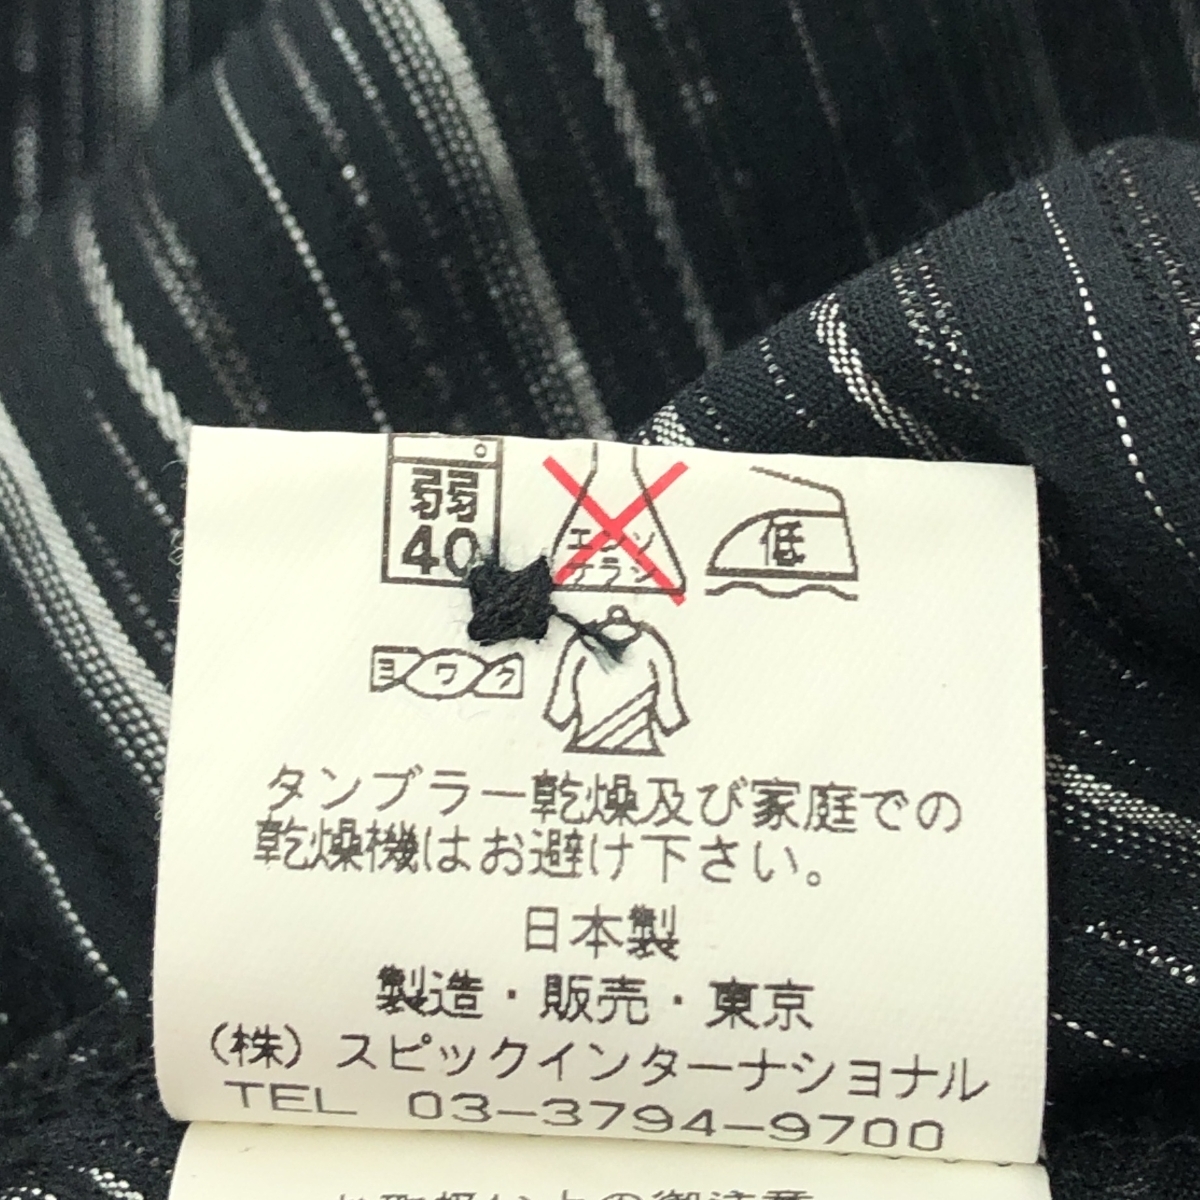 弱
40
エンソ
サラシ
低
ヨワク
タンブラー乾燥及び家庭での
乾燥機はお避け下さい。
日本製
製造・販売・東京
(株)スピックインターナショナル
TEL 03-3794-9700